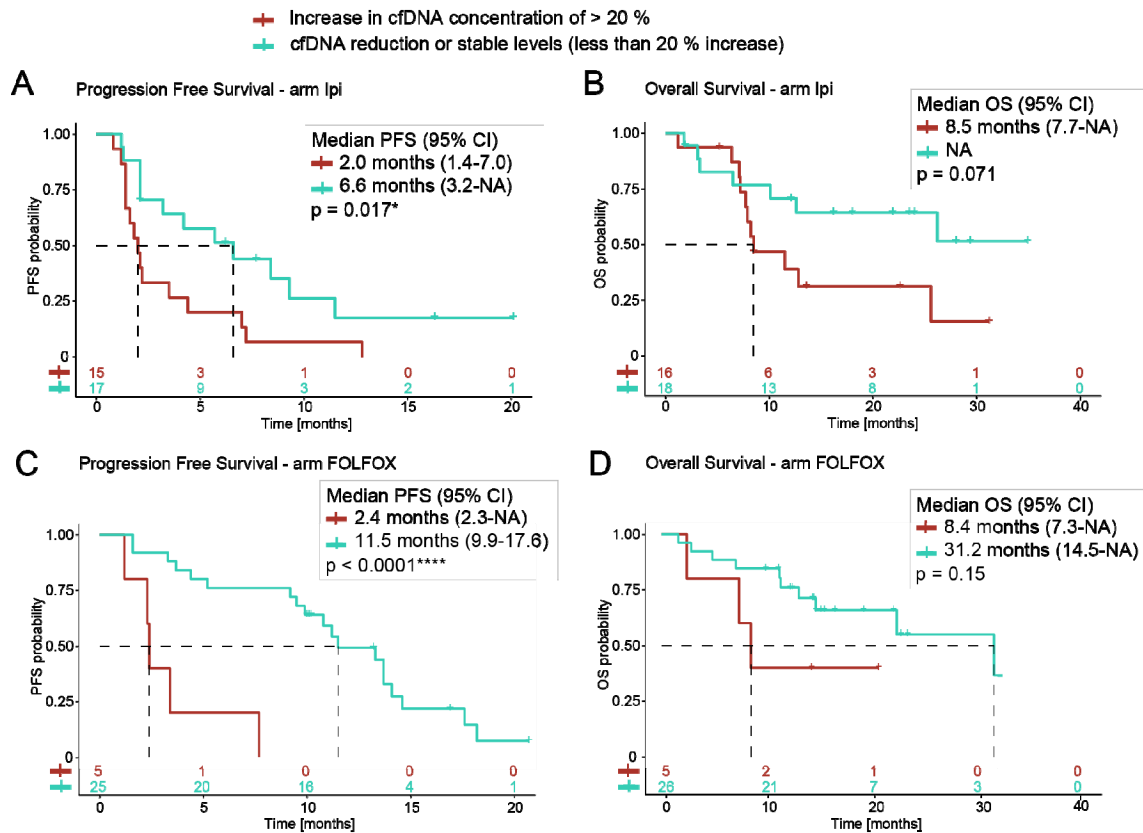 Increase in cfDNA concentration of > 20 %
cfDNA reduction or stable levels (less than 20 % increase)
A
Progression Free Survival - arm Ipi
Median PFS (95% CI)
2.0 months (1.4-7.0)
6.6 months (3.2-NA)
p = 0.017*
PFS probability
1.00
0.75
0.50
0.25
0
15 3 1 0 0
17 9 3 2 1
0 5 10 15 20
Time [months]
B
Overall Survival - arm Ipi
Median OS (95% CI)
8.5 months (7.7-NA)
NA
p = 0.071
OS probability
1.00
0.75
0.50
0.25
0
16 6 3 1 0
18 13 8 1 0
0 10 20 30 40
Time [months]
C
Progression Free Survival - arm FOLFOX
Median PFS (95% CI)
2.4 months (2.3-NA)
11.5 months (9.9-17.6)
p < 0.0001****
PFS probability
1.00
0.75
0.50
0.25
0
5 1 0 0 0
25 20 16 4 1
0 5 10 15 20
Time [months]
D
Overall Survival - arm FOLFOX
Median OS (95% CI)
8.4 months (7.3-NA)
31.2 months (14.5-NA)
p = 0.15
OS probability
1.00
0.75
0.50
0.25
0
5 2 1 0 0
26 21 7 3 0
0 10 20 30 40
Time [months]